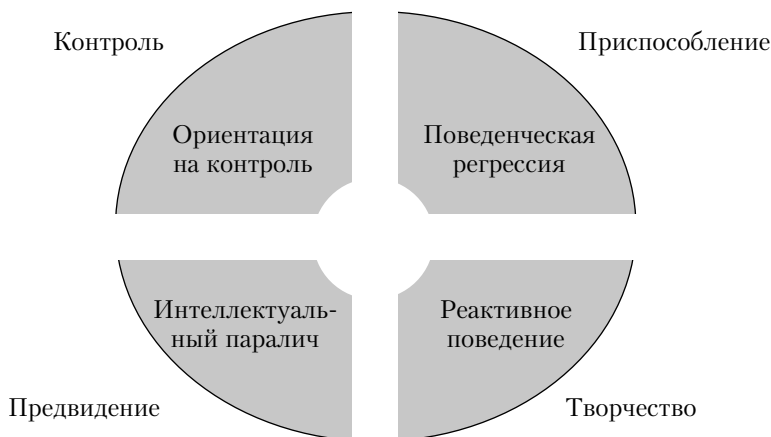 Контроль
Приспособление
Ориентация
на контроль
Поведенческая
регрессия
Интеллектуаль-
ный паралич
Реактивное
поведение
Предвидение
Творчество